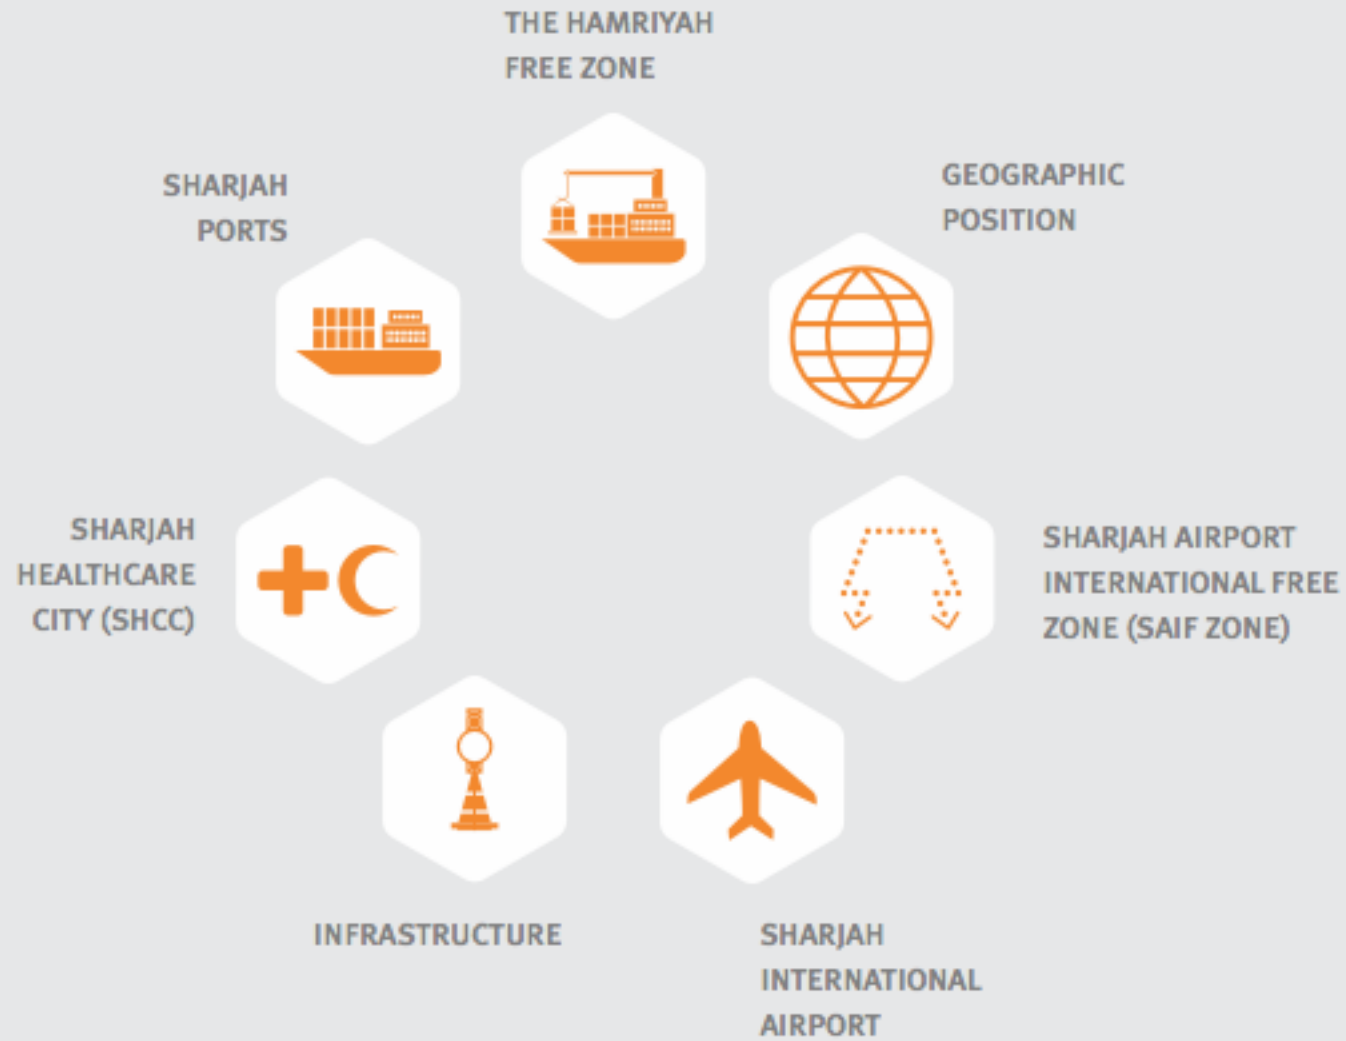 THE HAMRIYAH
FREE ZONE
SHARJAH
PORTS
GEOGRAPHIC
POSITION
SHARJAH
HEALTHCARE
CITY (SHCC)
SHARJAH AIRPORT
INTERNATIONAL FREE
ZONE (SAIF ZONE)
INFRASTRUCTURE
SHARJAH
INTERNATIONAL
AIRPORT